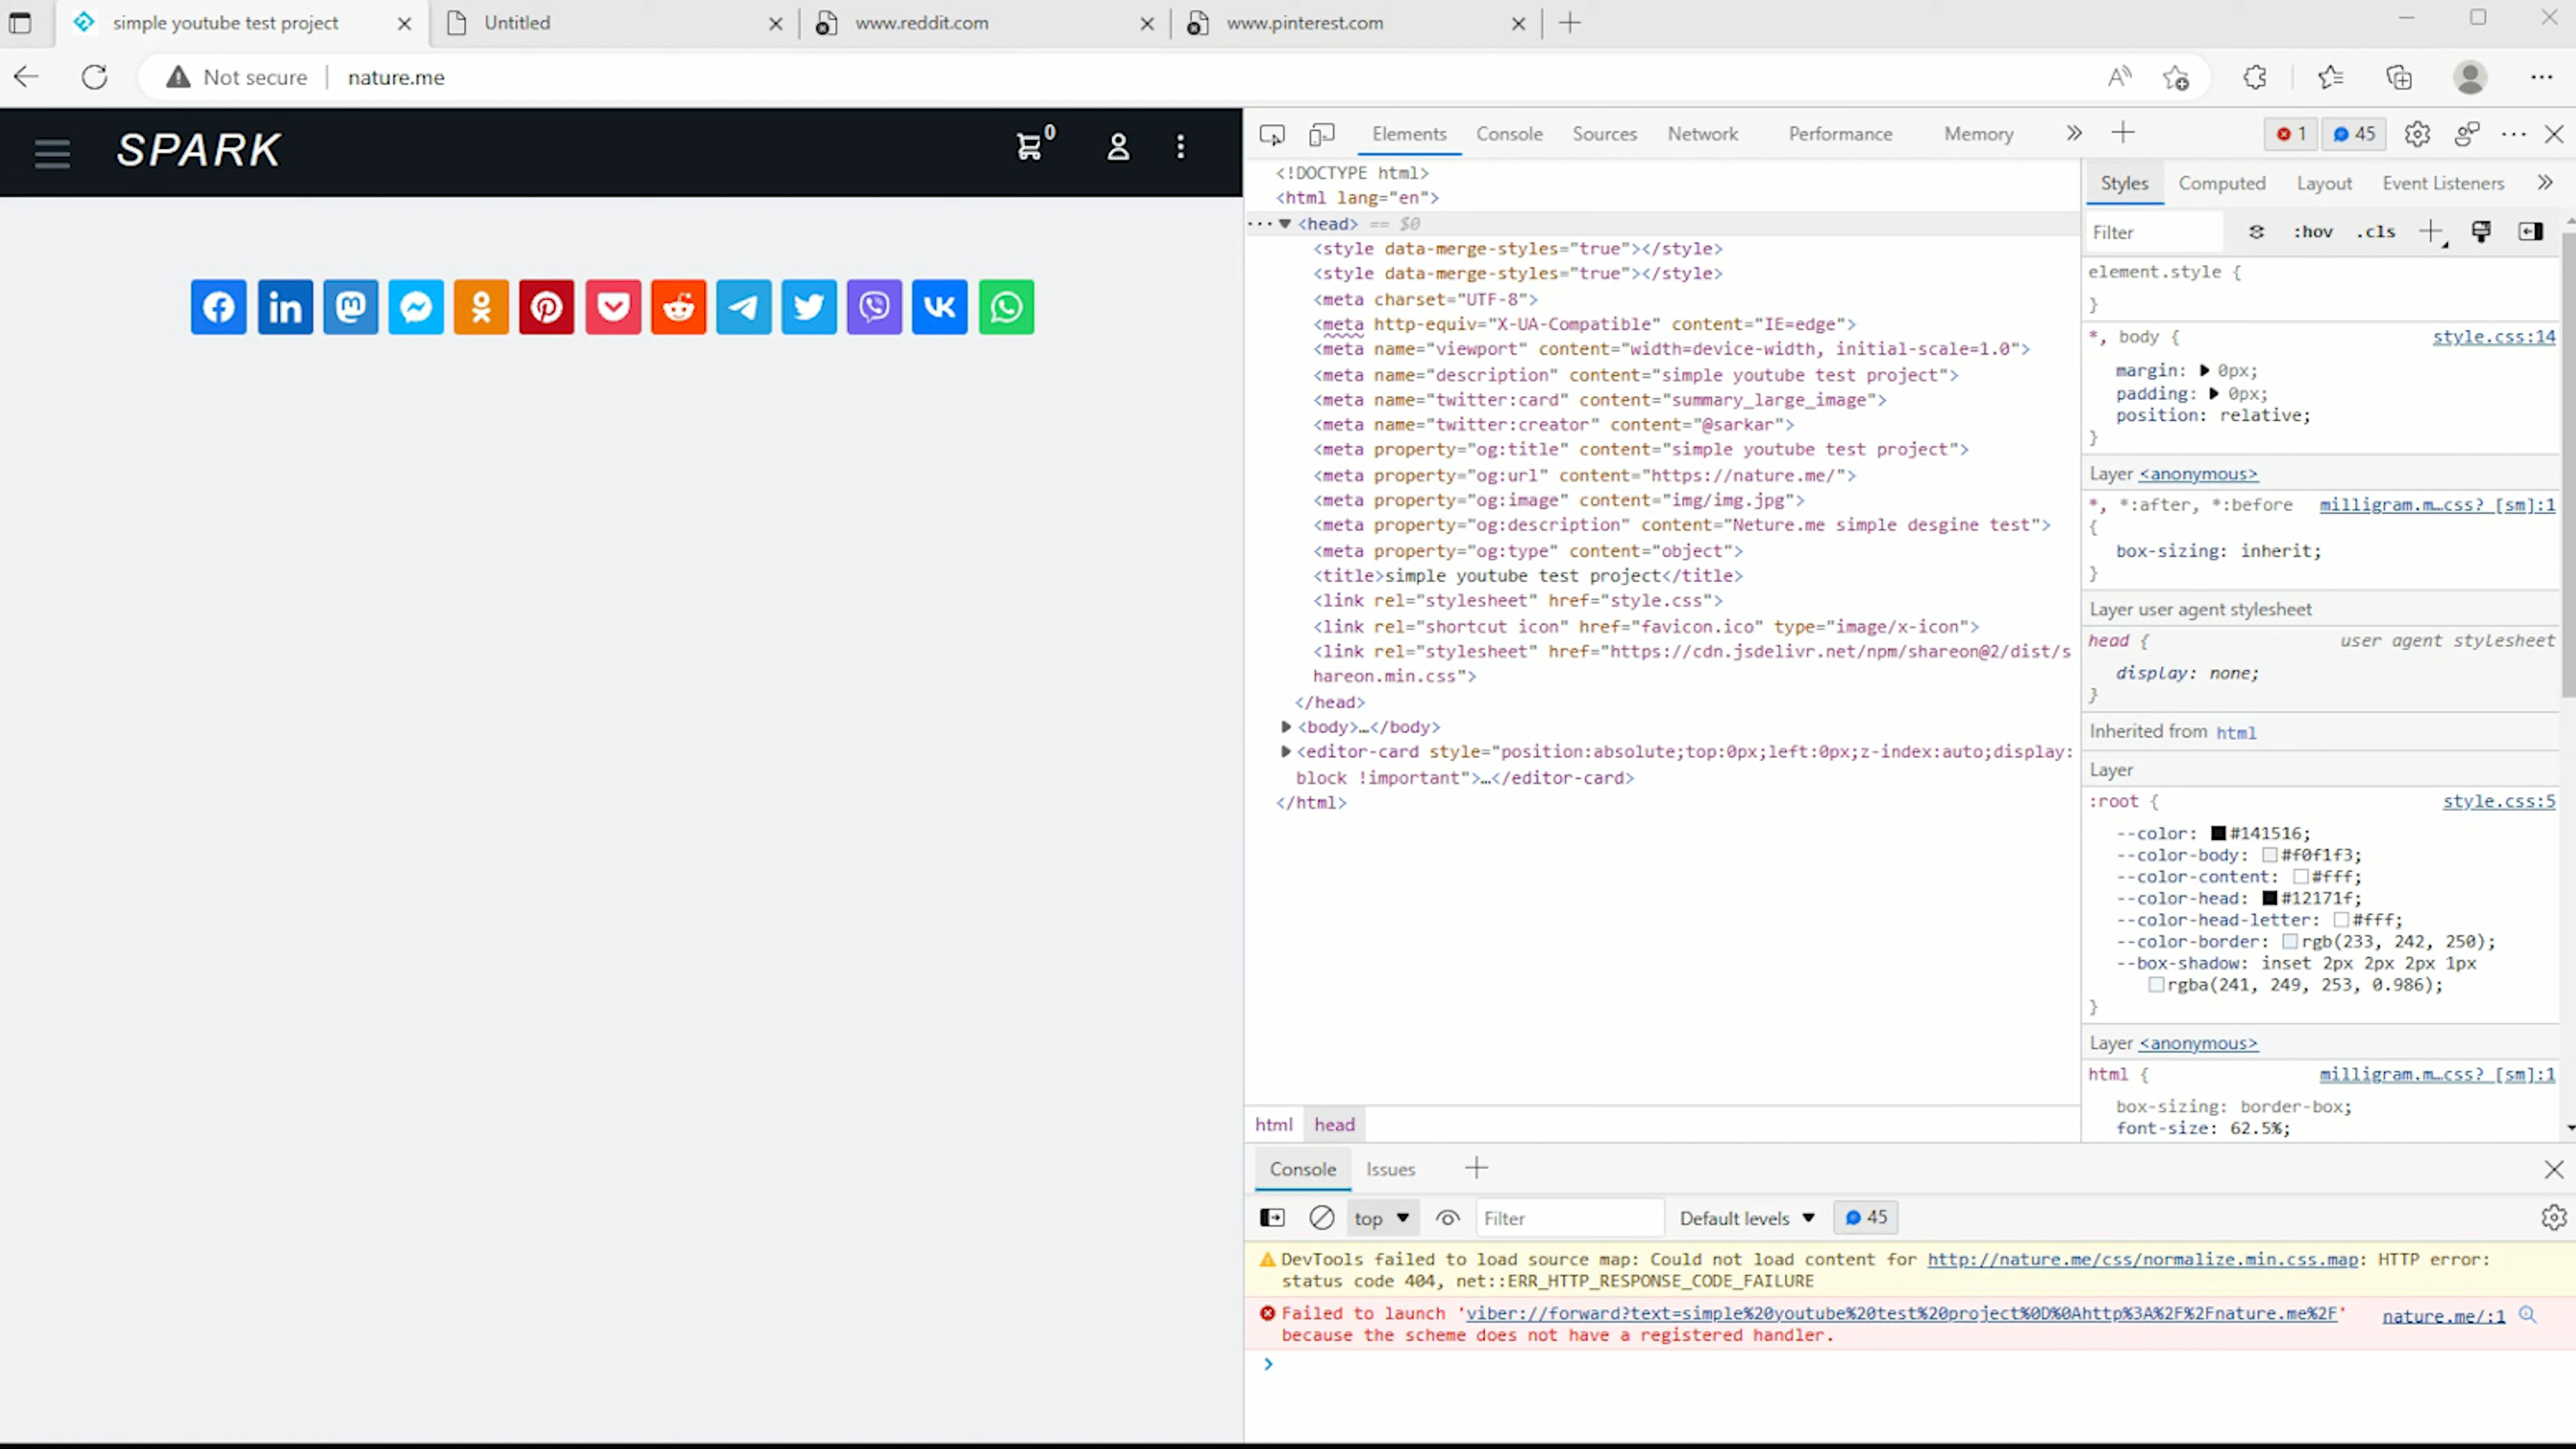 simple youtube test project
Untitled
www.reddit.com
www.pinterest.com
Not secure
nature.me
SPARK
0
Elements
Console
Sources
Network
Performance
Memory
1
45
<!DOCTYPE html>
<html lang="en">
<head> == $0
<style data-merge-styles="true"></style>
<style data-merge-styles="true"></style>
<meta charset="UTF-8">
<meta http-equiv="X-UA-Compatible" content="IE=edge">
<meta name="viewport" content="width=device-width, initial-scale=1.0">
<meta name="description" content="simple youtube test project">
<meta name="twitter:card" content="summary_large_image">
<meta name="twitter:creator" content="@sarkar">
<meta property="og:title" content="simple youtube test project">
<meta property="og:url" content="https://nature.me/">
<meta property="og:image" content="img/img.jpg">
<meta property="og:description" content="Neture.me simple desgine test">
<meta property="og:type" content="object">
<title>simple youtube test project</title>
<link rel="stylesheet" href="style.css">
<link rel="shortcut icon" href="favicon.ico" type="image/x-icon">
<link rel="stylesheet" href="https://cdn.jsdelivr.net/npm/shareon@2/dist/s
hareon.min.css">
</head>
<body>…</body>
<editor-card style="position:absolute;top:0px;left:0px;z-index:auto;display:
block !important">…</editor-card>
</html>
html
head
Styles
Computed
Layout
Event Listeners
Filter
:hov
.cls
element.style {
}
*, body {
style.css:14
margin: 0px;
padding: 0px;
position: relative;
}
Layer <anonymous>
*, *:after, *:before
milligram.m…css? [sm]:1
{
box-sizing: inherit;
}
Layer user agent stylesheet
head {
user agent stylesheet
display: none;
}
Inherited from html
Layer
:root {
style.css:5
--color: #141516;
--color-body: #f0f1f3;
--color-content: #fff;
--color-head: #12171f;
--color-head-letter: #fff;
--color-border: rgb(233, 242, 250);
--box-shadow: inset 2px 2px 2px 1px
rgba(241, 249, 253, 0.986);
}
Layer <anonymous>
html {
milligram.m…css? [sm]:1
box-sizing: border-box;
font-size: 62.5%;
Console
Issues
top
Filter
Default levels
45
DevTools failed to load source map: Could not load content for http://nature.me/css/normalize.min.css.map: HTTP error:
status code 404, net::ERR_HTTP_RESPONSE_CODE_FAILURE
Failed to launch 'viber://forward?text=simple%20youtube%20test%20project%0D%0Ahttp%3A%2F%2Fnature.me%2F'
nature.me/:1
because the scheme does not have a registered handler.